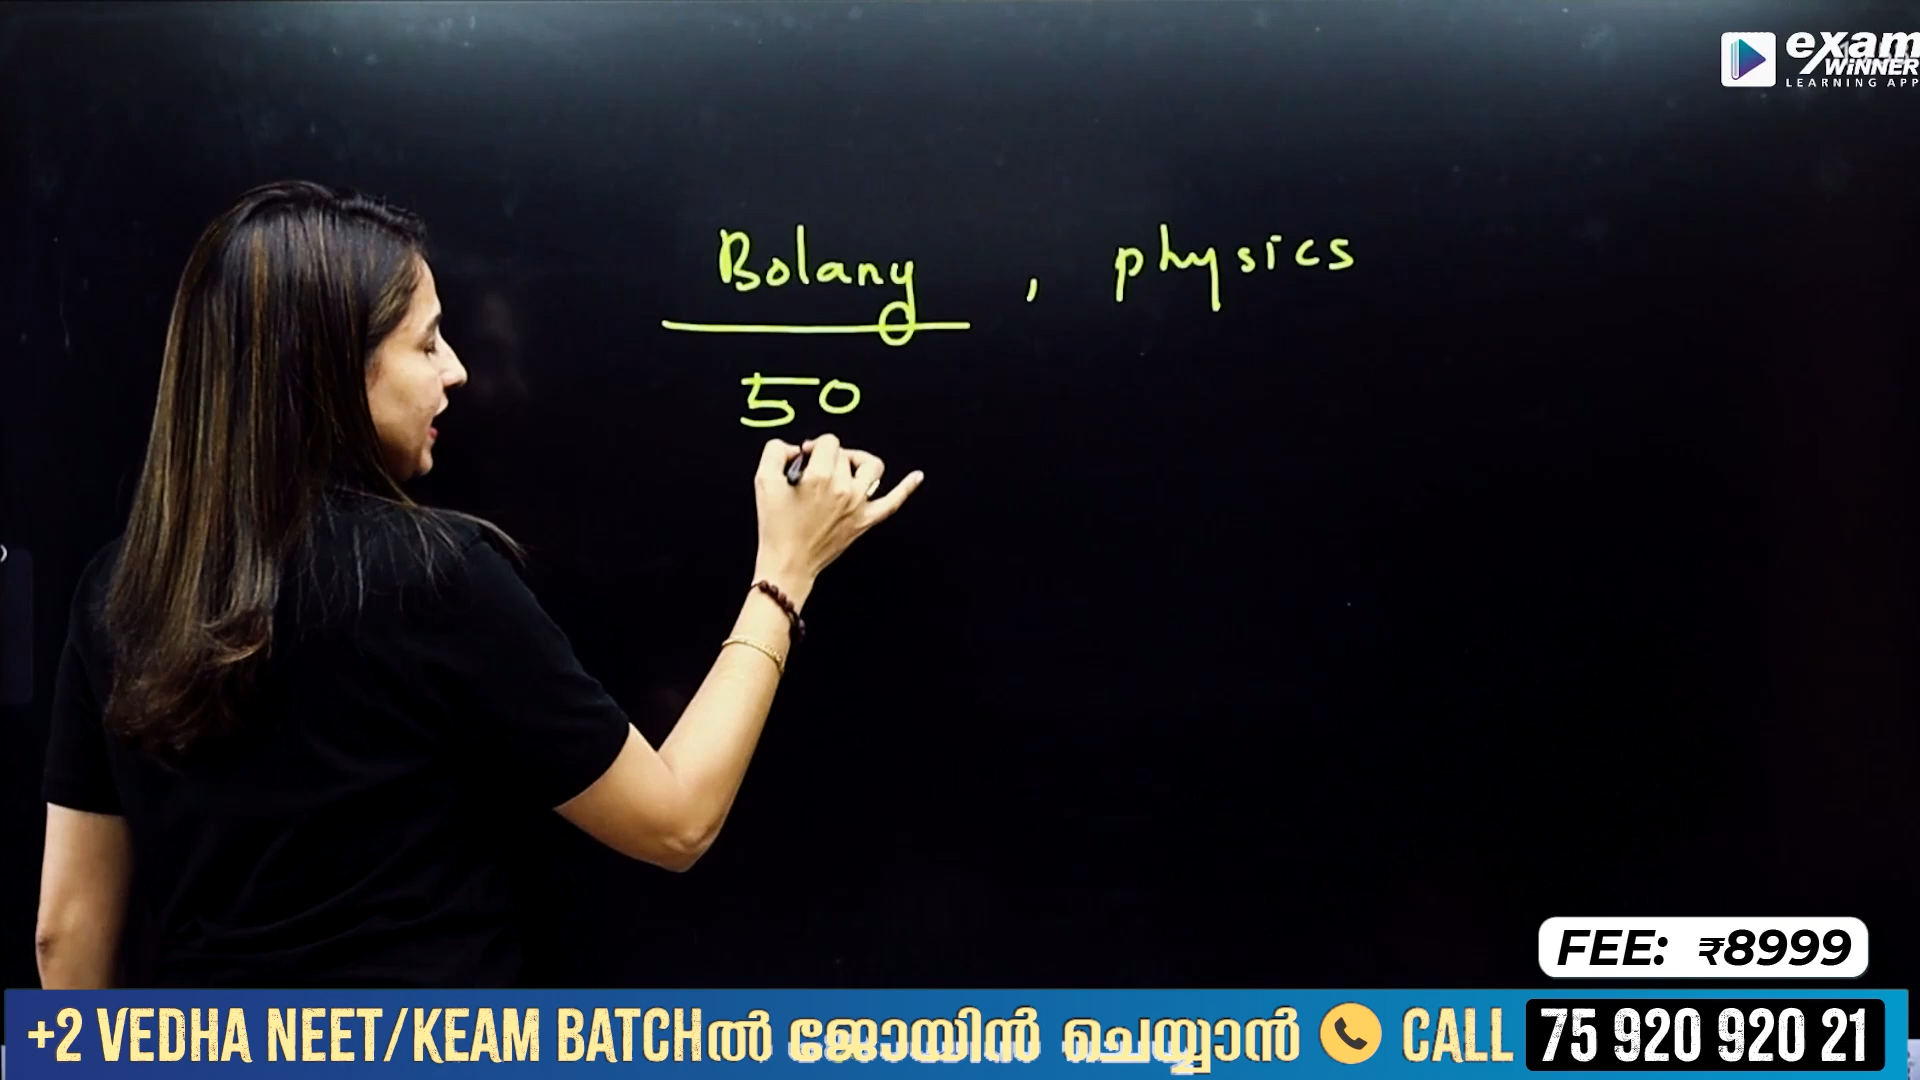 exam
WiNNER
LEARNING APP
Bolany , physics
50
FEE: ₹8999
+2 VEDHA NEET/KEAM BATCHൽ ജോയിൻ ചെയ്യാൻ CALL 75 920 920 21